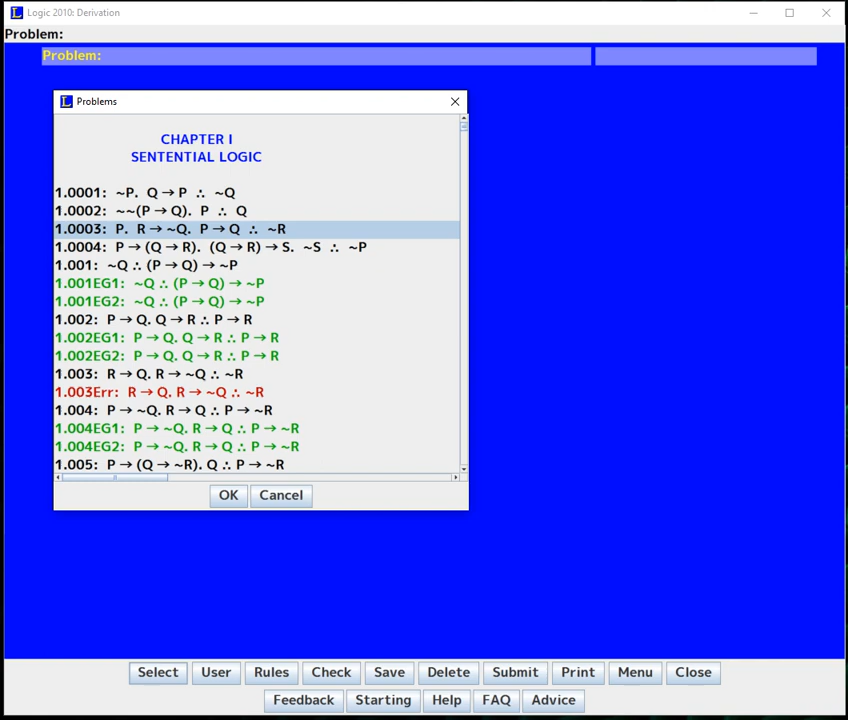 Logic 2010: Derivation
Problem:
Problem:
Problems
CHAPTER I
SENTENTIAL LOGIC
1.0001: ~P. Q → P ∴ ~Q
1.0002: ~~(P → Q). P ∴ Q
1.0003: P. R → ~Q. P → Q ∴ ~R
1.0004: P → (Q → R). (Q → R) → S. ~S ∴ ~P
1.001: ~Q ∴ (P → Q) → ~P
1.001EG1: ~Q ∴ (P → Q) → ~P
1.001EG2: ~Q ∴ (P → Q) → ~P
1.002: P → Q. Q → R ∴ P → R
1.002EG1: P → Q. Q → R ∴ P → R
1.002EG2: P → Q. Q → R ∴ P → R
1.003: R → Q. R → ~Q ∴ ~R
1.003Err: R → Q. R → ~Q ∴ ~R
1.004: P → ~Q. R → Q ∴ P → ~R
1.004EG1: P → ~Q. R → Q ∴ P → ~R
1.004EG2: P → ~Q. R → Q ∴ P → ~R
1.005: P → (Q → ~R). Q ∴ P → ~R
OK Cancel
Select User Rules Check Save Delete Submit Print Menu Close
Feedback Starting Help FAQ Advice